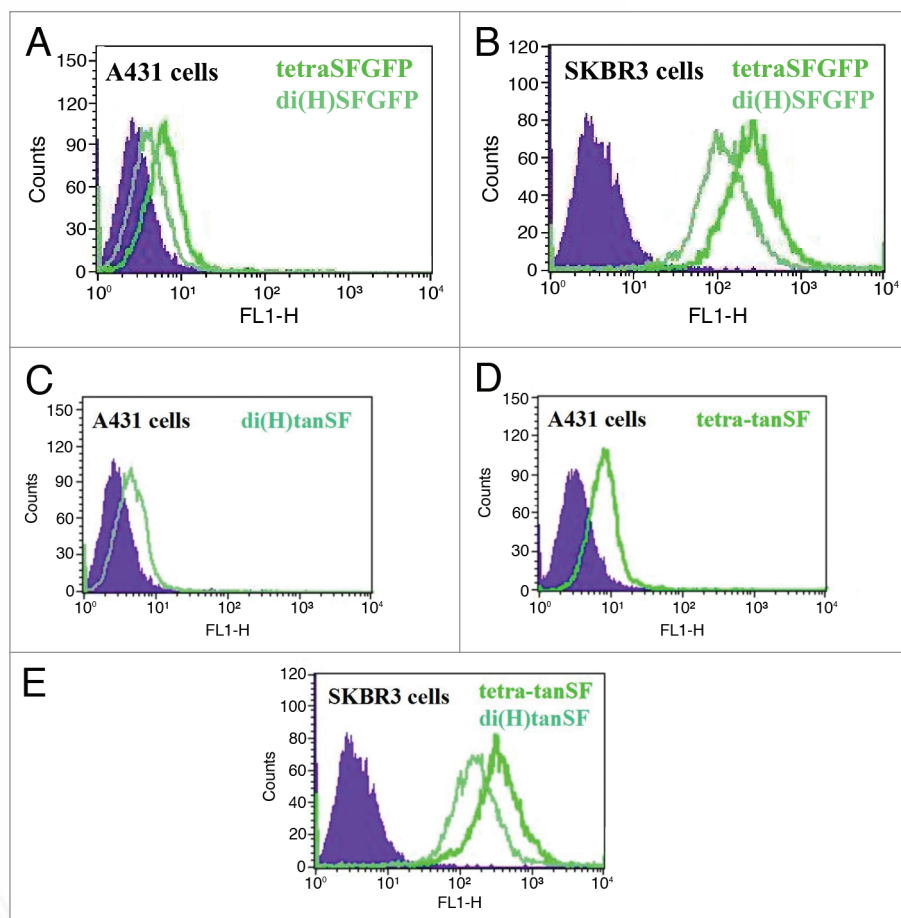 A
A431 cells
tetraSFGFP
di(H)SFGFP
150
120
90
60
30
0
Counts
10⁰ 10¹ 10² 10³ 10⁴
FL1-H
B
SKBR3 cells
tetraSFGFP
di(H)SFGFP
120
100
80
60
40
20
0
Counts
10⁰ 10¹ 10² 10³ 10⁴
FL1-H
C
A431 cells
di(H)tanSF
150
120
90
60
30
0
Counts
10⁰ 10¹ 10² 10³ 10⁴
FL1-H
D
A431 cells
tetra-tanSF
150
120
90
60
30
0
Counts
10⁰ 10¹ 10² 10³ 10⁴
FL1-H
E
SKBR3 cells
tetra-tanSF
di(H)tanSF
120
100
80
60
40
20
0
Counts
10⁰ 10¹ 10² 10³ 10⁴
FL1-H